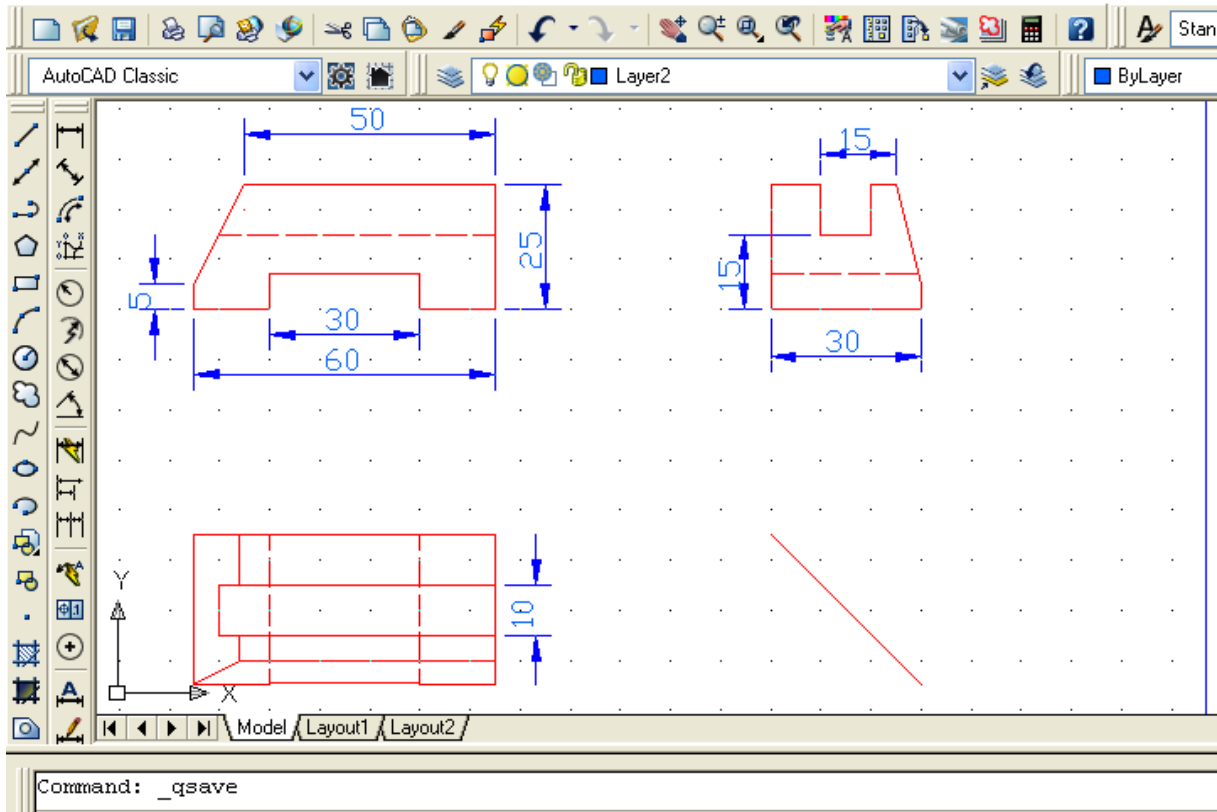 Stan
AutoCAD Classic
Layer2
ByLayer
50
15
25
15
5
30
30
60
Y
10
X
Model
Layout1
Layout2
Command: _qsave